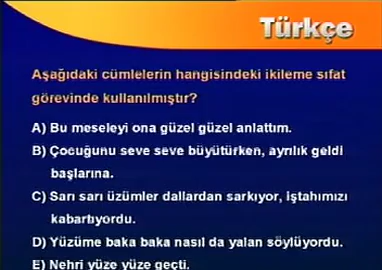 Türkçe
Aşağıdaki cümlelerin hangisindeki ikileme sıfat
görevinde kullanılmıştır?
A) Bu meseleyi ona güzel güzel anlattım.
B) Çocuğunu seve seve büyütürken, ayrılık geldi
başlarına.
C) Sarı sarı üzümler dallardan sarkıyor, iştahımızı
kabartıyordu.
D) Yüzüme baka baka nasıl da yalan söylüyordu.
E) Nehri yüze yüze geçti.